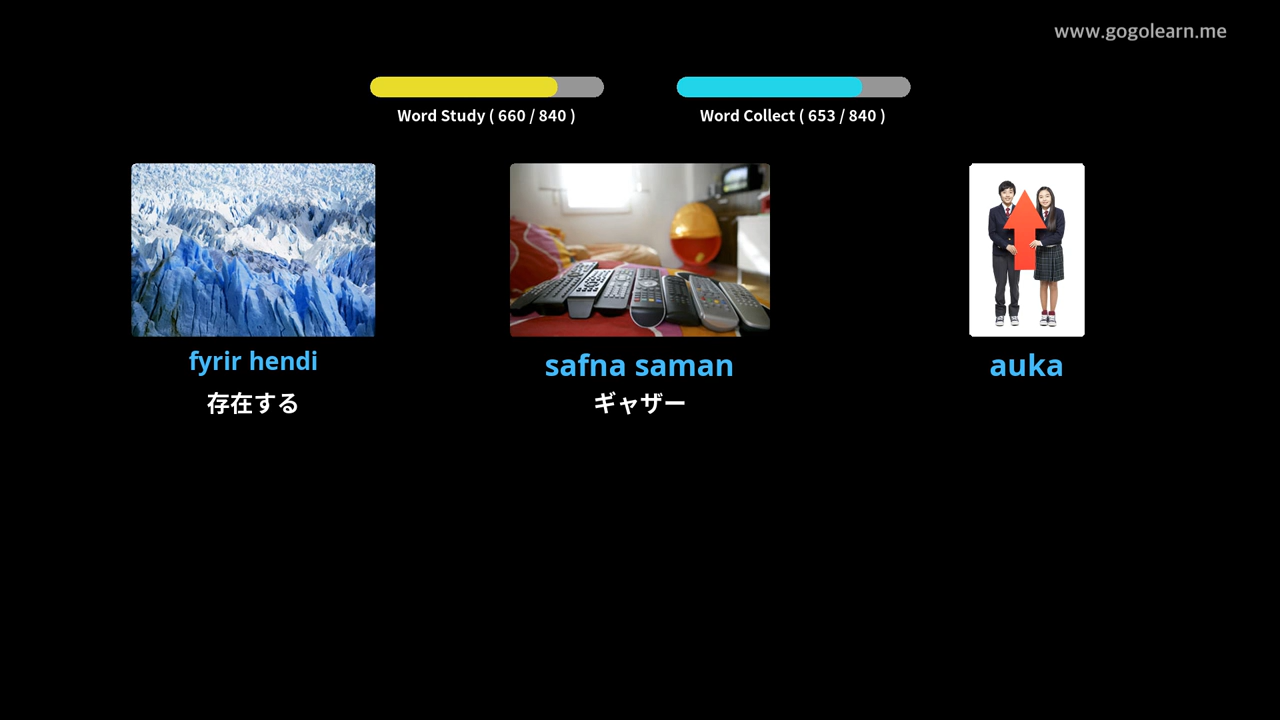 www.gogolearn.me
Word Study ( 660 / 840 )
Word Collect ( 653 / 840 )
fyrir hendi
存在する
safna saman
ギャザー
auka